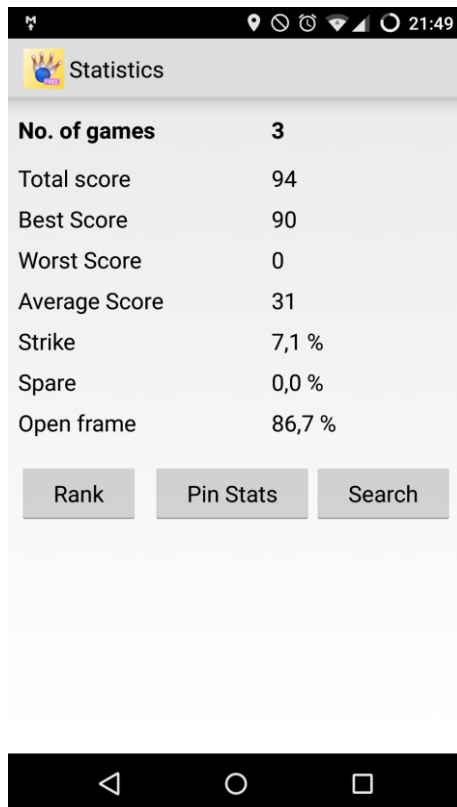 21:49
Statistics
No. of games 3
Total score 94
Best Score 90
Worst Score 0
Average Score 31
Strike 7,1 %
Spare 0,0 %
Open frame 86,7 %
Rank Pin Stats Search